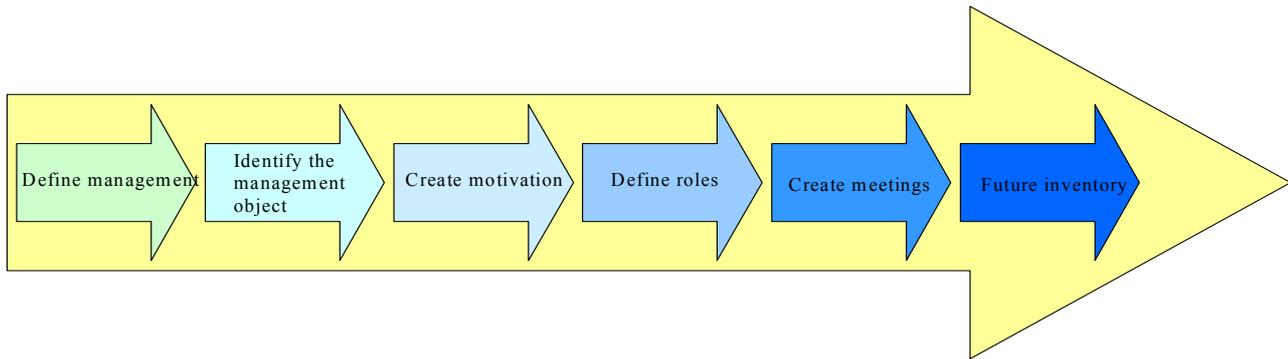 Define management
Identify the
management
object
Create motivation
Define roles
Create meetings
Future inventory